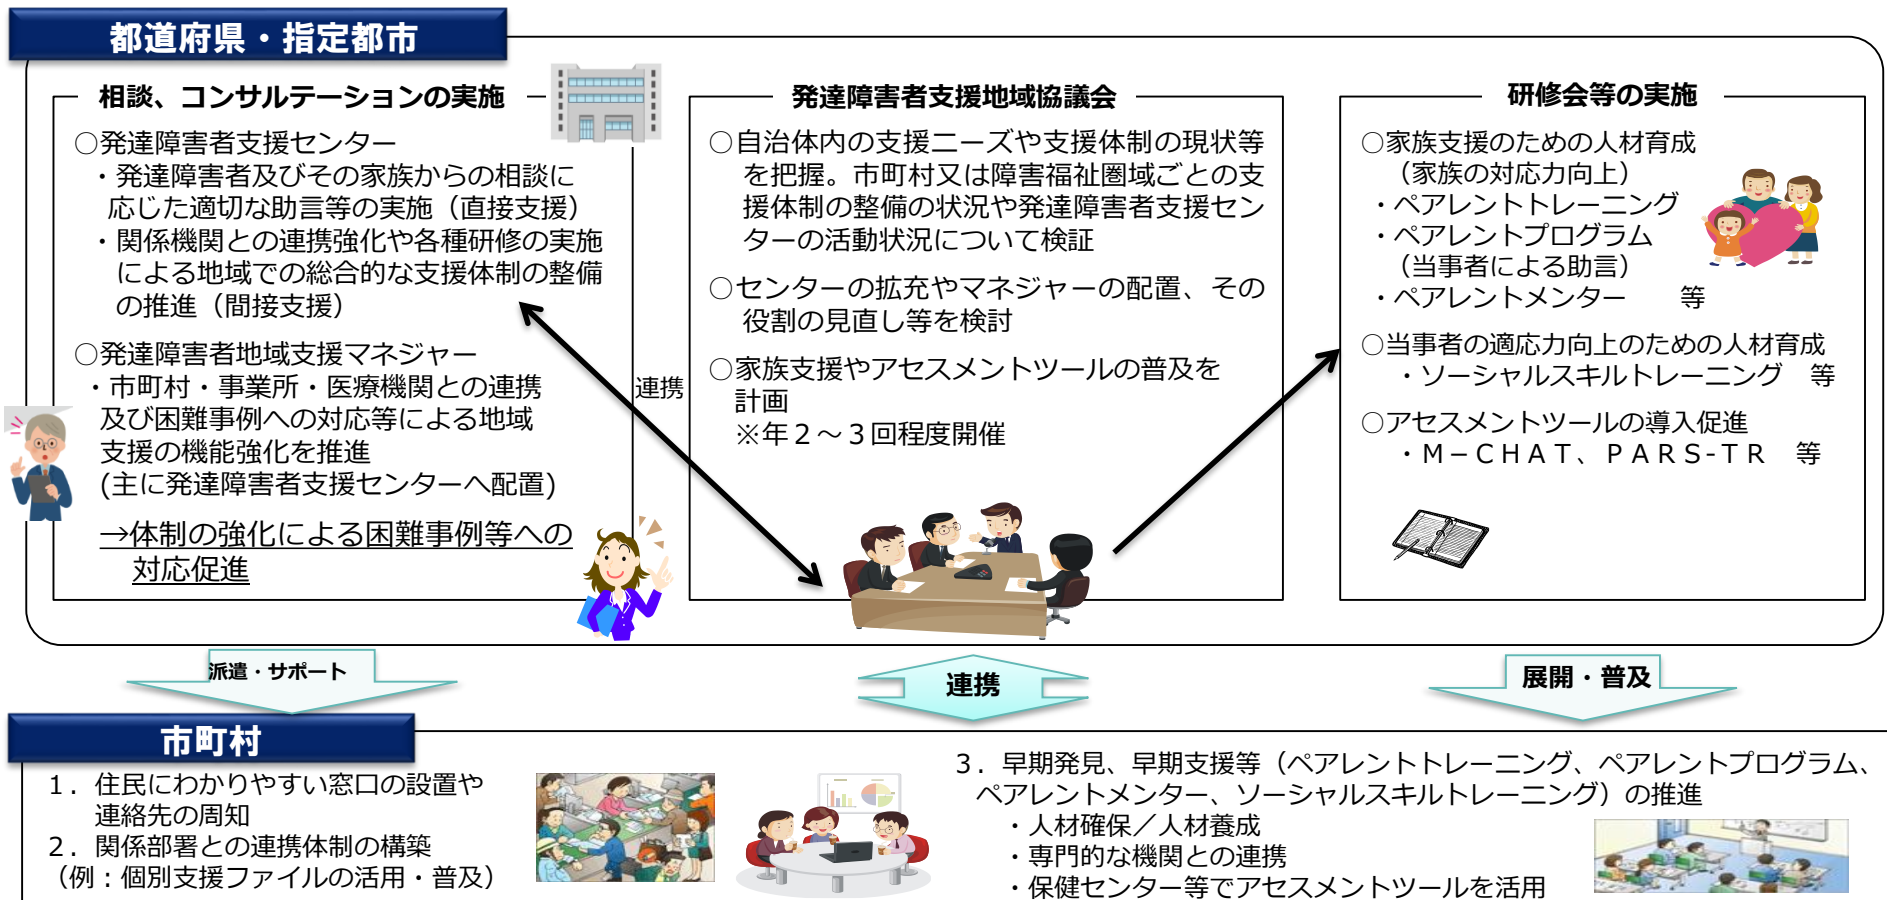 都道府県・指定都市
相談、コンサルテーションの実施
○発達障害者支援センター
・発達障害者及びその家族からの相談に
応じた適切な助言等の実施（直接支援）
・関係機関との連携強化や各種研修の実施
による地域での総合的な支援体制の整備
の推進（間接支援）
○発達障害者地域支援マネジャー
・市町村・事業所・医療機関との連携
及び困難事例への対応等による地域
支援の機能強化を推進
(主に発達障害者支援センターへ配置)
→体制の強化による困難事例等への
対応促進
連携
発達障害者支援地域協議会
○自治体内の支援ニーズや支援体制の現状等
を把握。市町村又は障害福祉圏域ごとの支
援体制の整備の状況や発達障害者支援セン
ターの活動状況について検証
○センターの拡充やマネジャーの配置、その
役割の見直し等を検討
○家族支援やアセスメントツールの普及を
計画
※年２～３回程度開催
研修会等の実施
○家族支援のための人材育成
（家族の対応力向上）
・ペアレントトレーニング
・ペアレントプログラム
（当事者による助言）
・ペアレントメンター　等
○当事者の適応力向上のための人材育成
・ソーシャルスキルトレーニング　等
○アセスメントツールの導入促進
・Ｍ－ＣＨＡＴ、ＰＡＲＳ-ＴＲ　等
派遣・サポート
連携
展開・普及
市町村
１．住民にわかりやすい窓口の設置や
連絡先の周知
２．関係部署との連携体制の構築
（例：個別支援ファイルの活用・普及）
３．早期発見、早期支援等（ペアレントトレーニング、ペアレントプログラム、
ペアレントメンター、ソーシャルスキルトレーニング）の推進
・人材確保／人材養成
・専門的な機関との連携
・保健センター等でアセスメントツールを活用